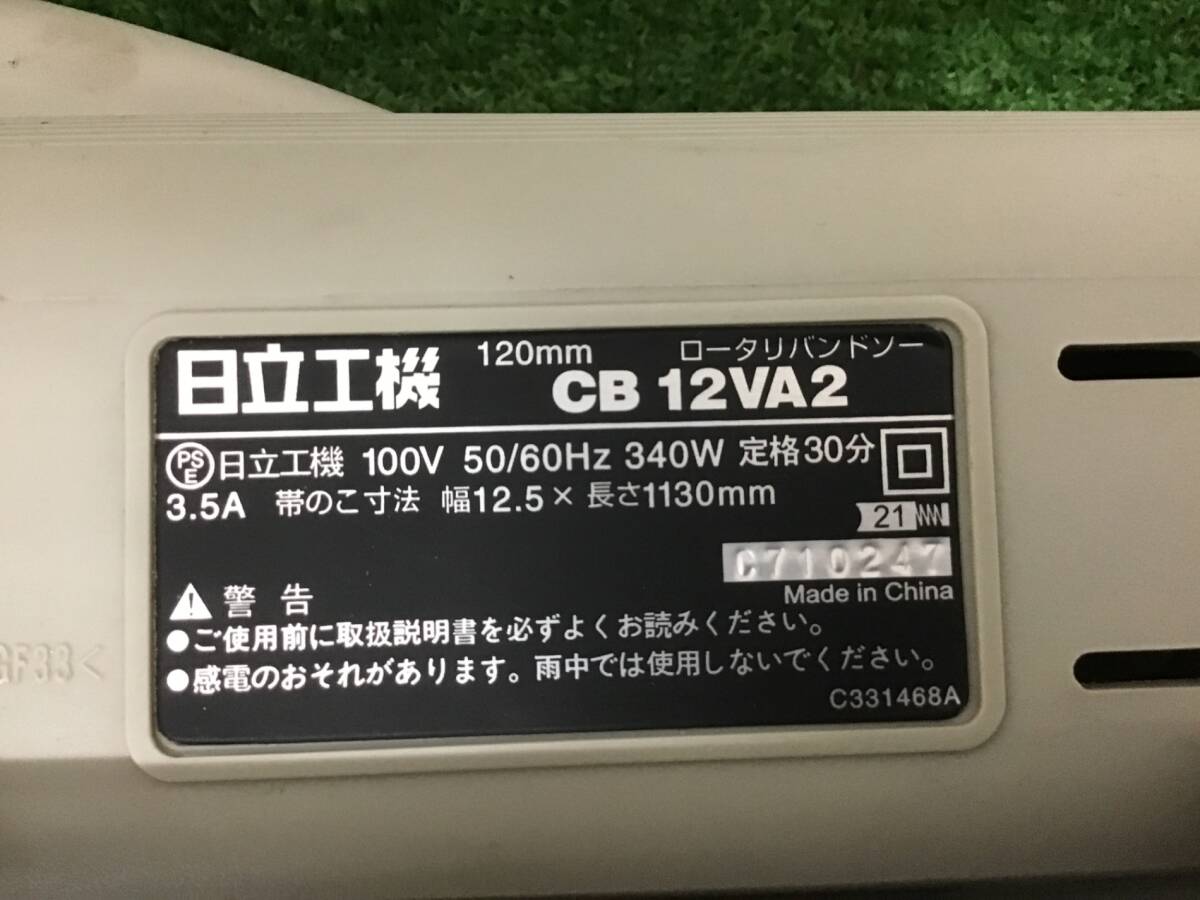 日立工機 120mm ロータリバンドソー
CB 12VA2
PSE 日立工機 100V 50/60Hz 340W 定格30分
3.5A 帯のこ寸法 幅12.5×長さ1130mm
21
C710247
Made in China
警告
●ご使用前に取扱説明書を必ずよくお読みください。
●感電のおそれがあります。雨中では使用しないでください。
C331468A
GF33<